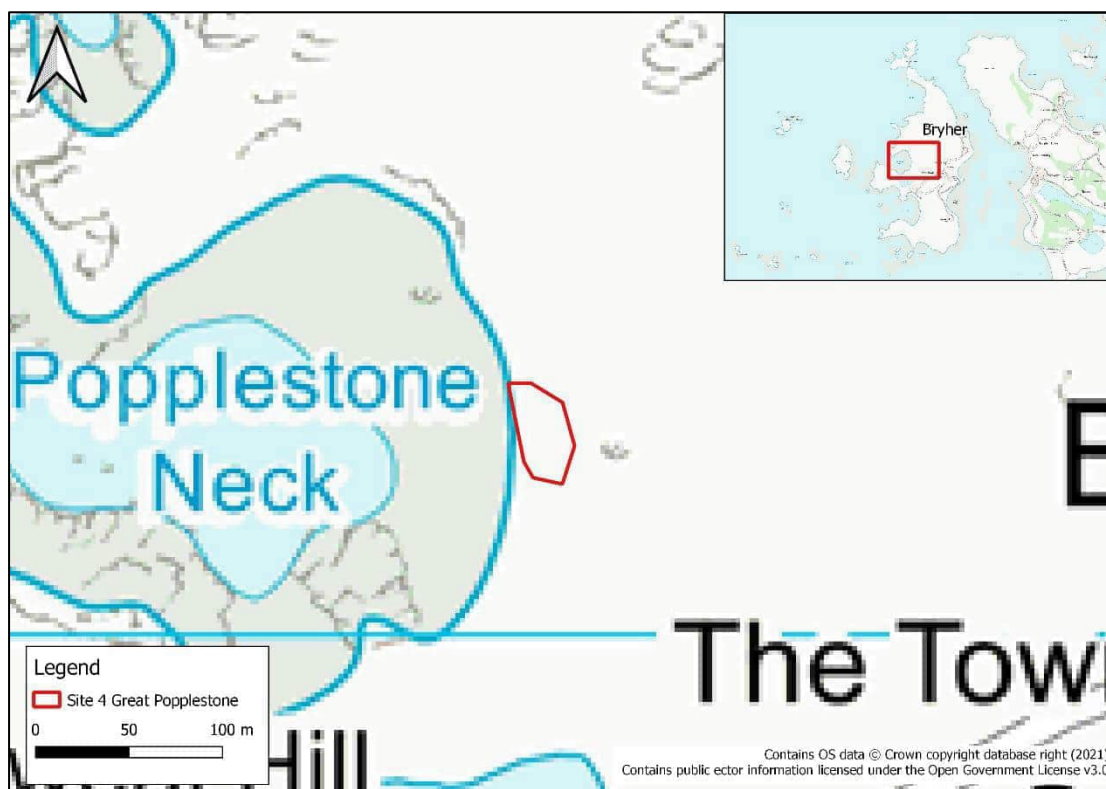 Bryher
Popplestone
Neck
E
The Tow
Hill
Legend
Site 4 Great Popplestone
0 50 100 m
Contains OS data © Crown copyright database right (2021)
Contains public ector information licensed under the Open Government License v3.0